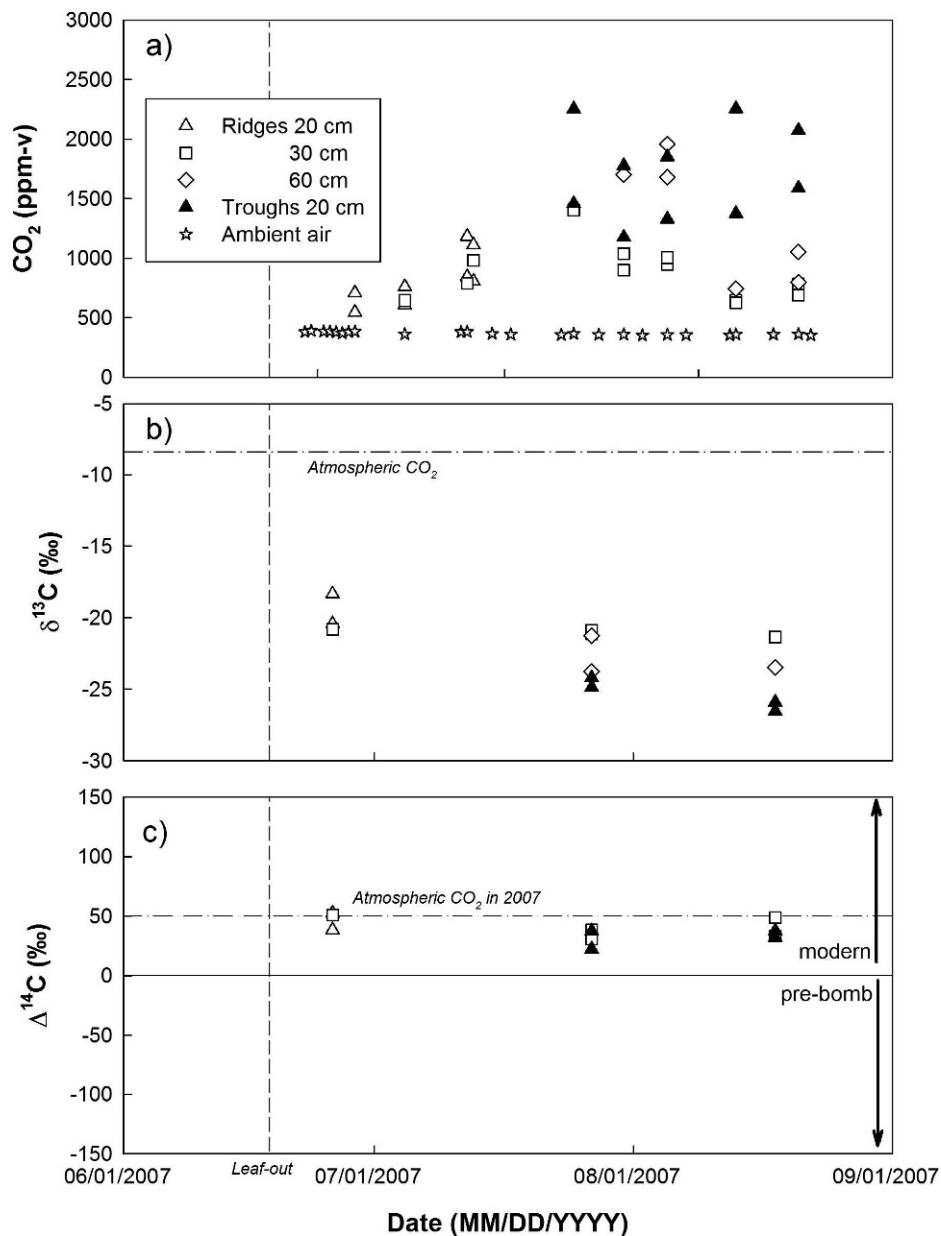 a)
3000
2500
2000
1500
1000
500
0
CO₂ (ppm-v)
Ridges 20 cm
30 cm
60 cm
Troughs 20 cm
Ambient air
b)
-5
-10
-15
-20
-25
-30
δ¹³C (‰)
Atmospheric CO₂
c)
150
100
50
0
-50
-100
-150
Δ¹⁴C (‰)
Atmospheric CO₂ in 2007
modern
pre-bomb
Leaf-out
06/01/2007 07/01/2007 08/01/2007 09/01/2007
Date (MM/DD/YYYY)